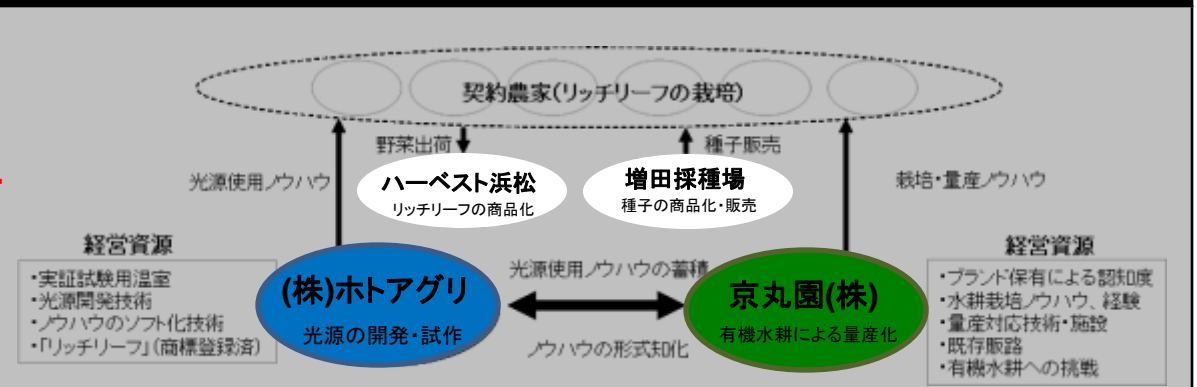 契約農家(リッチリーフの栽培)
野菜出荷
種子販売
光源使用ノウハウ
ハーベスト浜松
リッチリーフの商品化
増田採種場
種子の商品化・販売
栽培・量産ノウハウ
経営資源
・実証試験用温室
・光源開発技術
・ノウハウのソフト化技術
・「リッチリーフ」(商標登録済)
(株)ホトアグリ
光源の開発・試作
光源使用ノウハウの蓄積
ノウハウの形式知化
京丸園(株)
有機水耕による量産化
経営資源
・ブランド保有による認知度
・水耕栽培ノウハウ、経験
・量産対応技術・施設
・既存販路
・有機水耕への挑戦